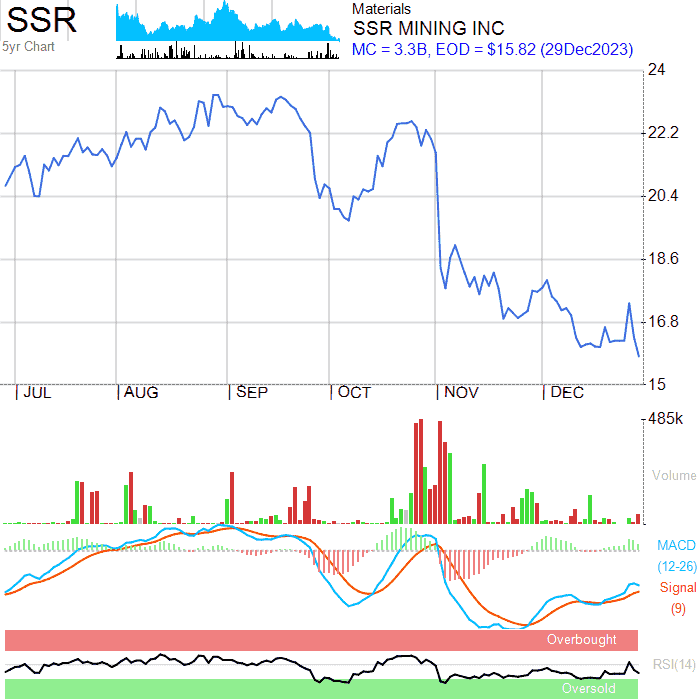 SSR
5yr Chart
Materials
SSR MINING INC
MC = 3.3B, EOD = $15.82 (29Dec2023)
24
22.2
20.4
18.6
16.8
15
JUL AUG SEP OCT NOV DEC
485k
Volume
MACD
(12-26)
Signal
(9)
Overbought
RSI(14)
Oversold